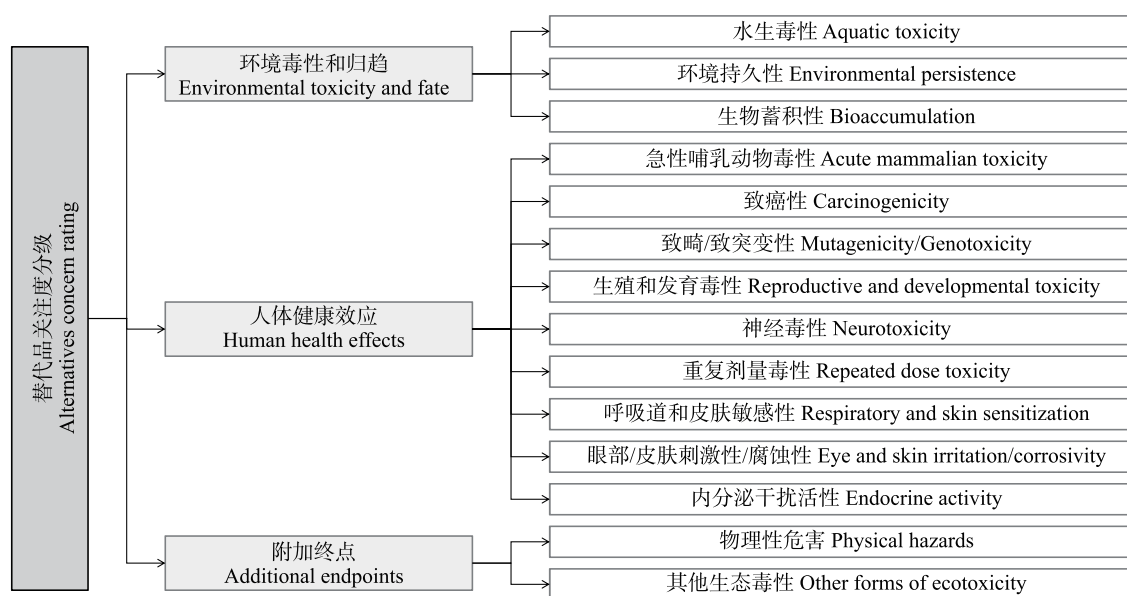 替代品关注度分级
Alternatives concern rating
环境毒性和归趋
Environmental toxicity and fate
水生毒性 Aquatic toxicity
环境持久性 Environmental persistence
生物蓄积性 Bioaccumulation
人体健康效应
Human health effects
急性哺乳动物毒性 Acute mammalian toxicity
致癌性 Carcinogenicity
致畸/致突变性 Mutagenicity/Genotoxicity
生殖和发育毒性 Reproductive and developmental toxicity
神经毒性 Neurotoxicity
重复剂量毒性 Repeated dose toxicity
呼吸道和皮肤敏感性 Respiratory and skin sensitization
眼部/皮肤刺激性/腐蚀性 Eye and skin irritation/corrosivity
内分泌干扰活性 Endocrine activity
附加终点
Additional endpoints
物理性危害 Physical hazards
其他生态毒性 Other forms of ecotoxicity